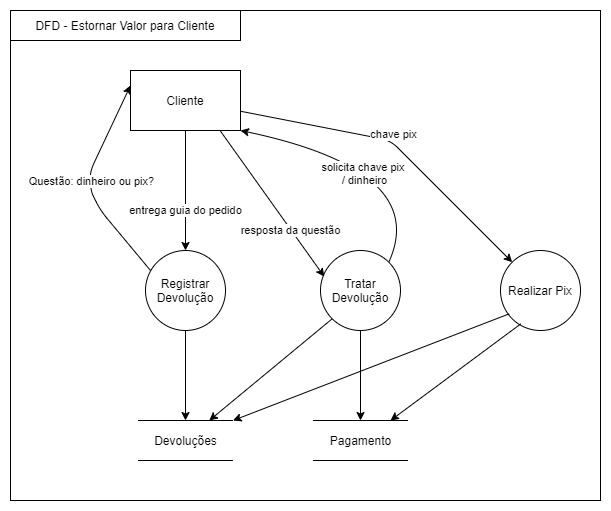 DFD - Estornar Valor para Cliente
Cliente
chave pix
solicita chave pix
/ dinheiro
Questão: dinheiro ou pix?
entrega guia do pedido
resposta da questão
Registrar
Devolução
Tratar
Devolução
Realizar Pix
Devoluções
Pagamento